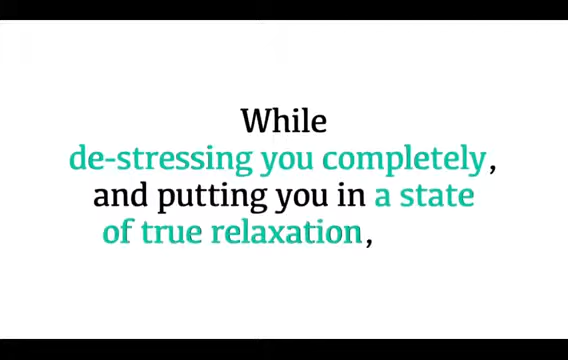 While
de-stressing you completely,
and putting you in a state
of true relaxation,